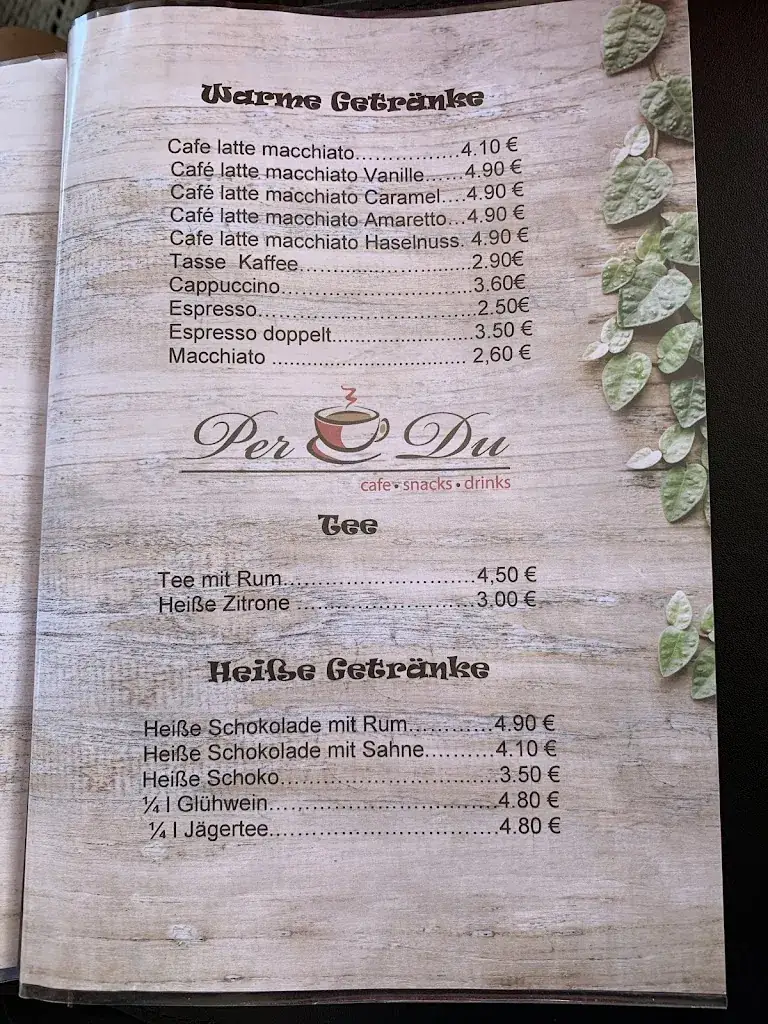 Warme Getränke
Cafe latte macchiato................4.10 €
Café latte macchiato Vanille......4.90 €
Café latte macchiato Caramel....4.90 €
Café latte macchiato Amaretto...4.90 €
Cafe latte macchiato Haselnuss. 4.90 €
Tasse Kaffee..........................2.90€
Cappuccino.............................3.60€
Espresso.................................2.50€
Espresso doppelt.......................3.50 €
Macchiato .......................... 2,60 €
Per Du
cafe • snacks • drinks
Tee
Tee mit Rum.............................4,50 €
Heiße Zitrone ...........................3.00 €
Heiße Getränke
Heiße Schokolade mit Rum............4.90 €
Heiße Schokolade mit Sahne..........4.10 €
Heiße Schoko.................................3.50 €
¼ l Glühwein...................................4.80 €
¼ l Jägertee...................................4.80 €